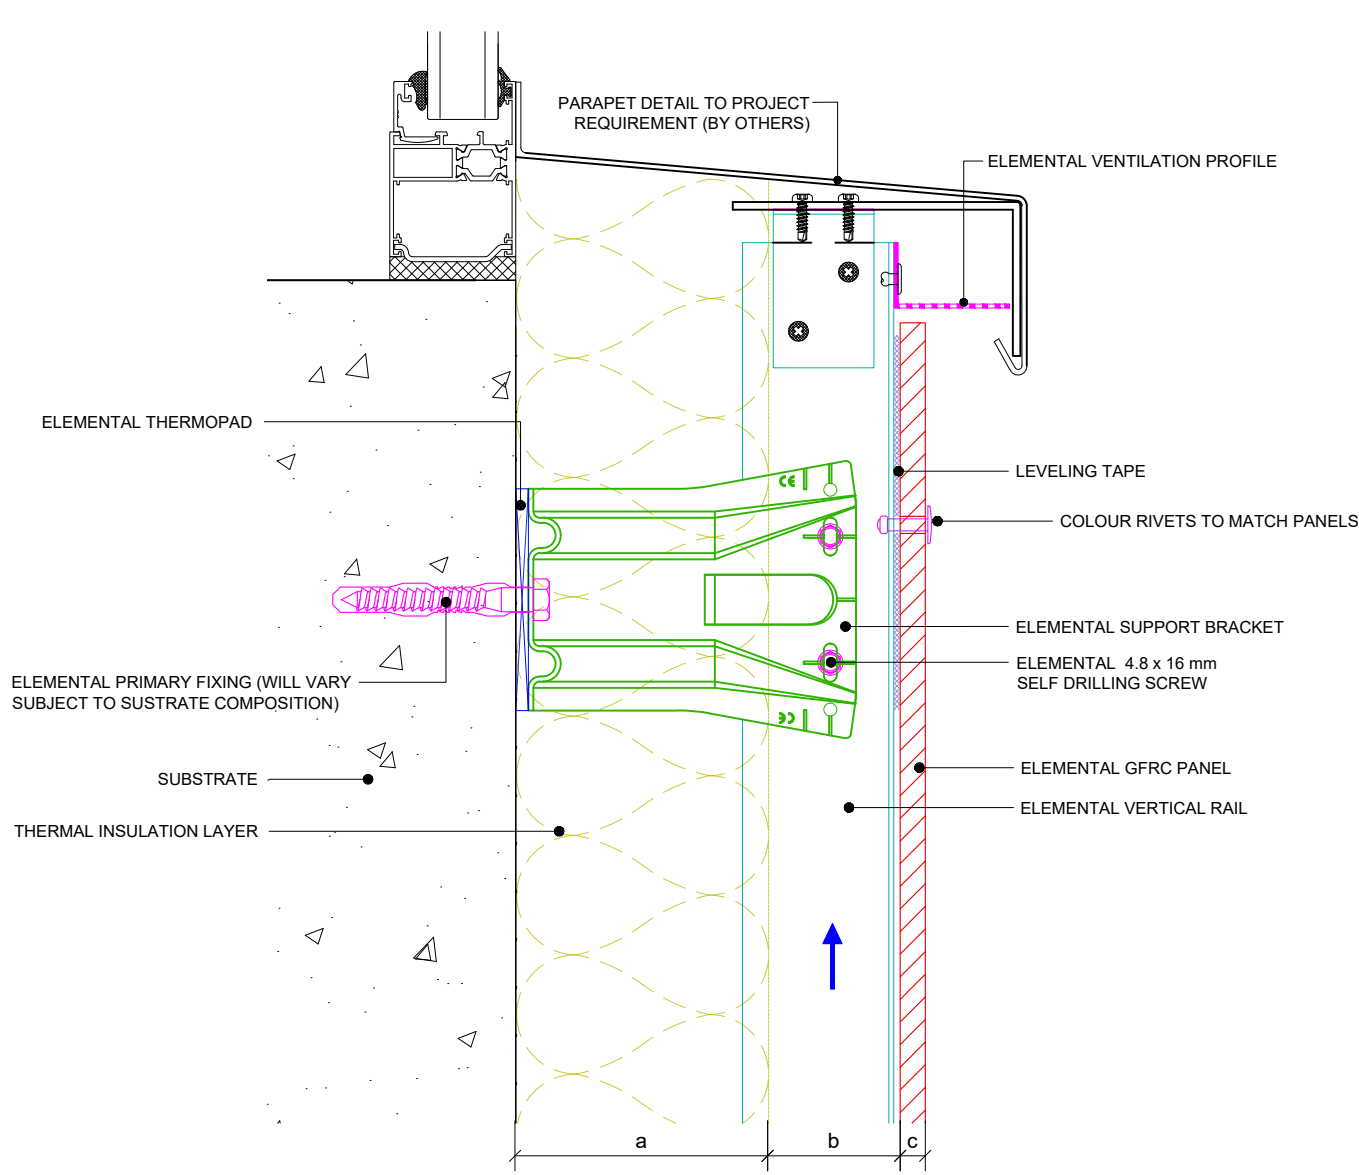 PARAPET DETAIL TO PROJECT
REQUIREMENT (BY OTHERS)
ELEMENTAL VENTILATION PROFILE
ELEMENTAL THERMOPAD
LEVELING TAPE
COLOUR RIVETS TO MATCH PANELS
ELEMENTAL SUPPORT BRACKET
ELEMENTAL 4.8 x 16 mm
SELF DRILLING SCREW
ELEMENTAL PRIMARY FIXING (WILL VARY
SUBJECT TO SUSTRATE COMPOSITION)
SUBSTRATE
ELEMENTAL GFRC PANEL
ELEMENTAL VERTICAL RAIL
THERMAL INSULATION LAYER
CE
CE
a
b
c